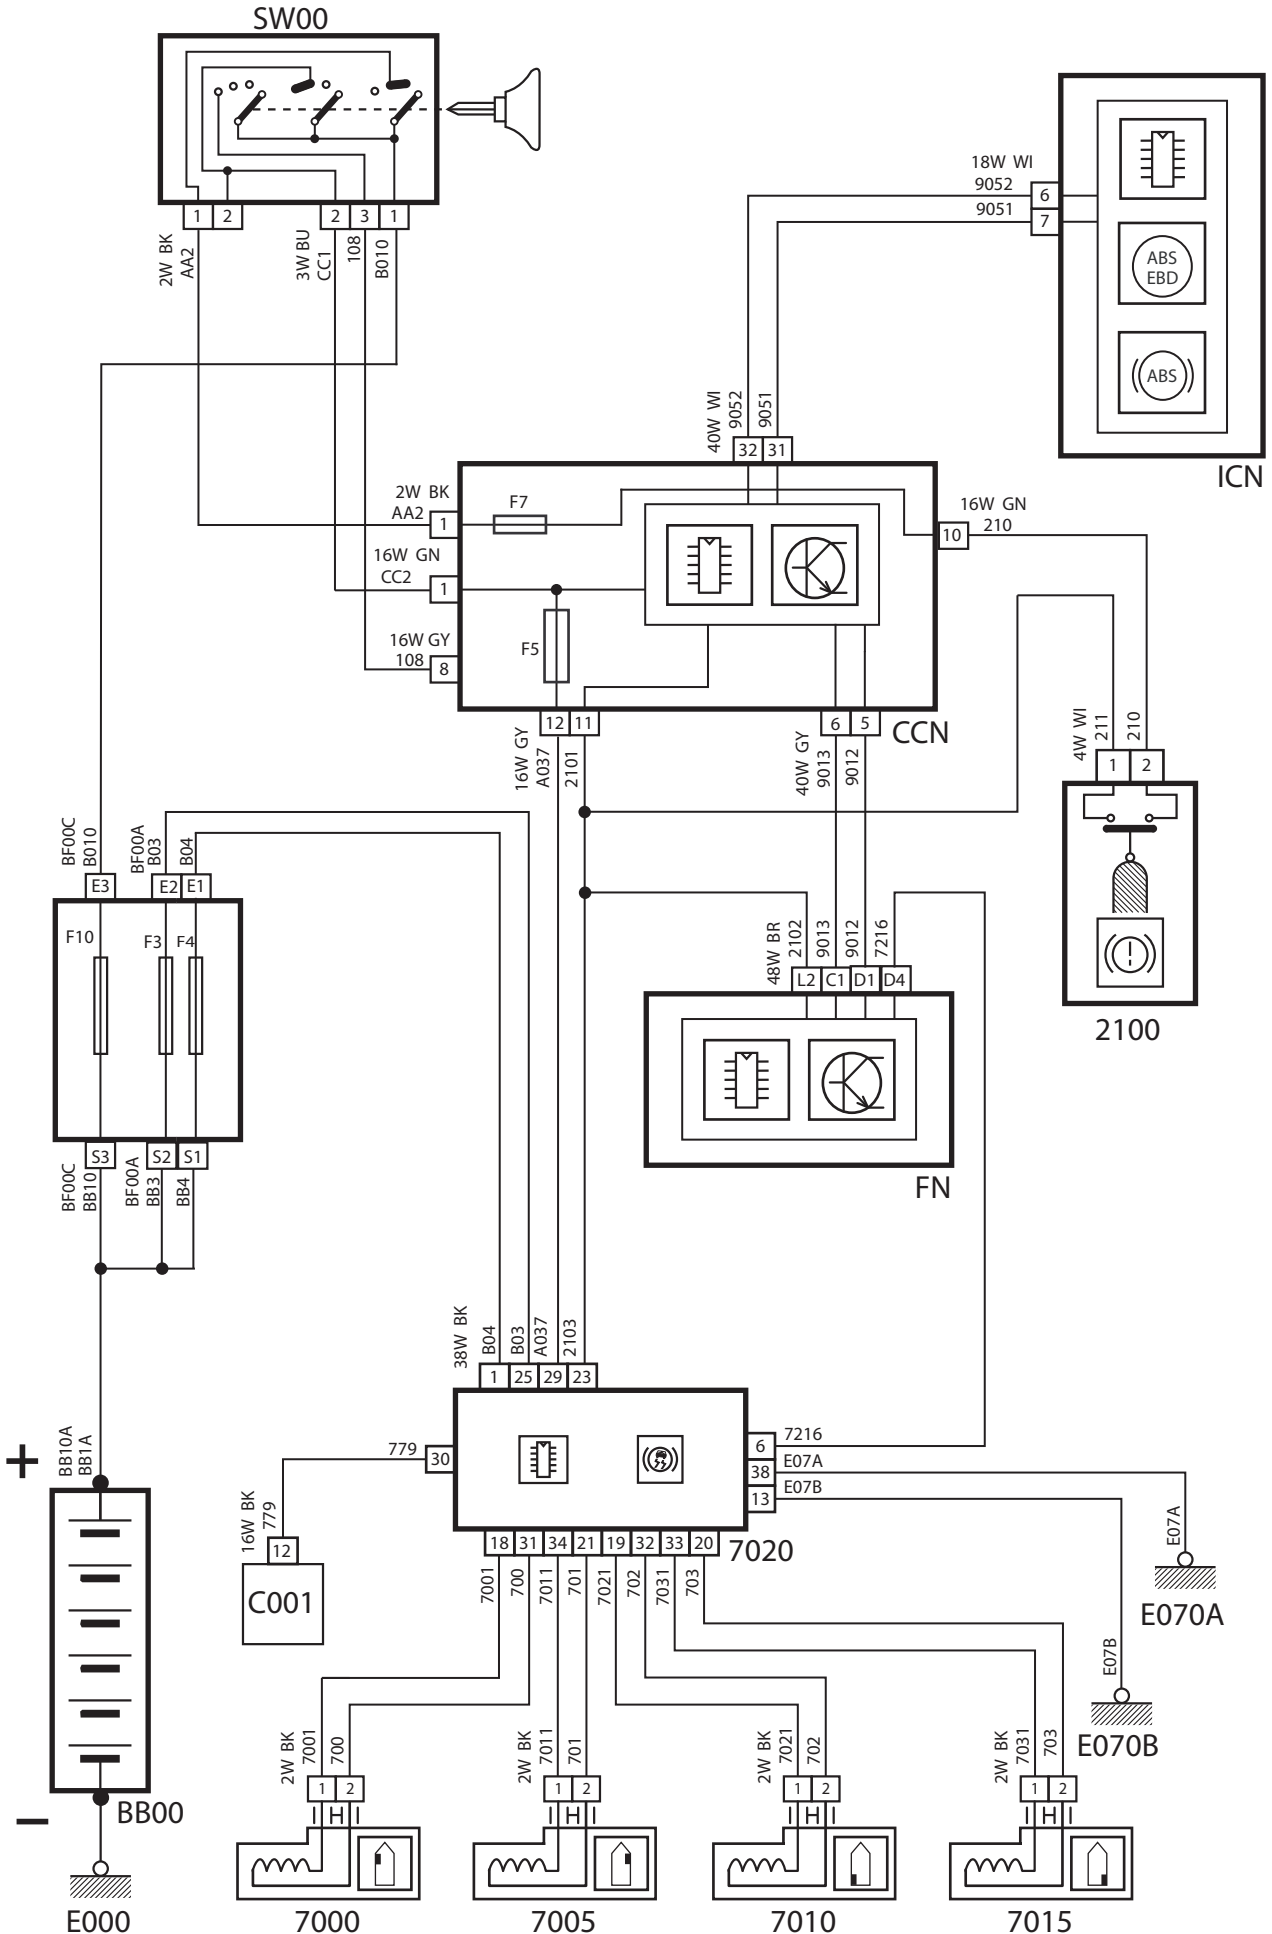 SW00
1
2
2
3
1
2W BK
AA2
3W BU
CC1
108
B010
18W WI
9052
6
9051
7
ABS
EBD
ABS
ICN
40W WI
9052
9051
32
31
2W BK
AA2
1
F7
16W GN
CC2
1
16W GY
108
8
F5
10
16W GN
210
12
11
6
5
CCN
16W GY
A037
2101
40W GY
9013
9012
4W WI
211
210
1
2
2100
BF00C
B010
BF00A
B03
B04
E3
E2
E1
F10
F3
F4
S3
S2
S1
BF00C
BB10
BF00A
BB3
BB4
48W BR
2102
9013
9012
7216
L2
C1
D1
D4
FN
38W BK
B04
B03
A037
2103
1
25
29
23
779
30
6
7216
38
E07A
13
E07B
16W BK
779
12
C001
18
31
34
21
19
32
33
20
7020
7001
700
7011
701
7021
702
7031
703
E07A
E070A
E07B
E070B
+
BB10A
BB1A
–
BB00
E000
2W BK
7001
700
1
2
H
7000
2W BK
7011
701
1
2
H
7005
2W BK
7021
702
1
2
H
7010
2W BK
7031
703
1
2
H
7015